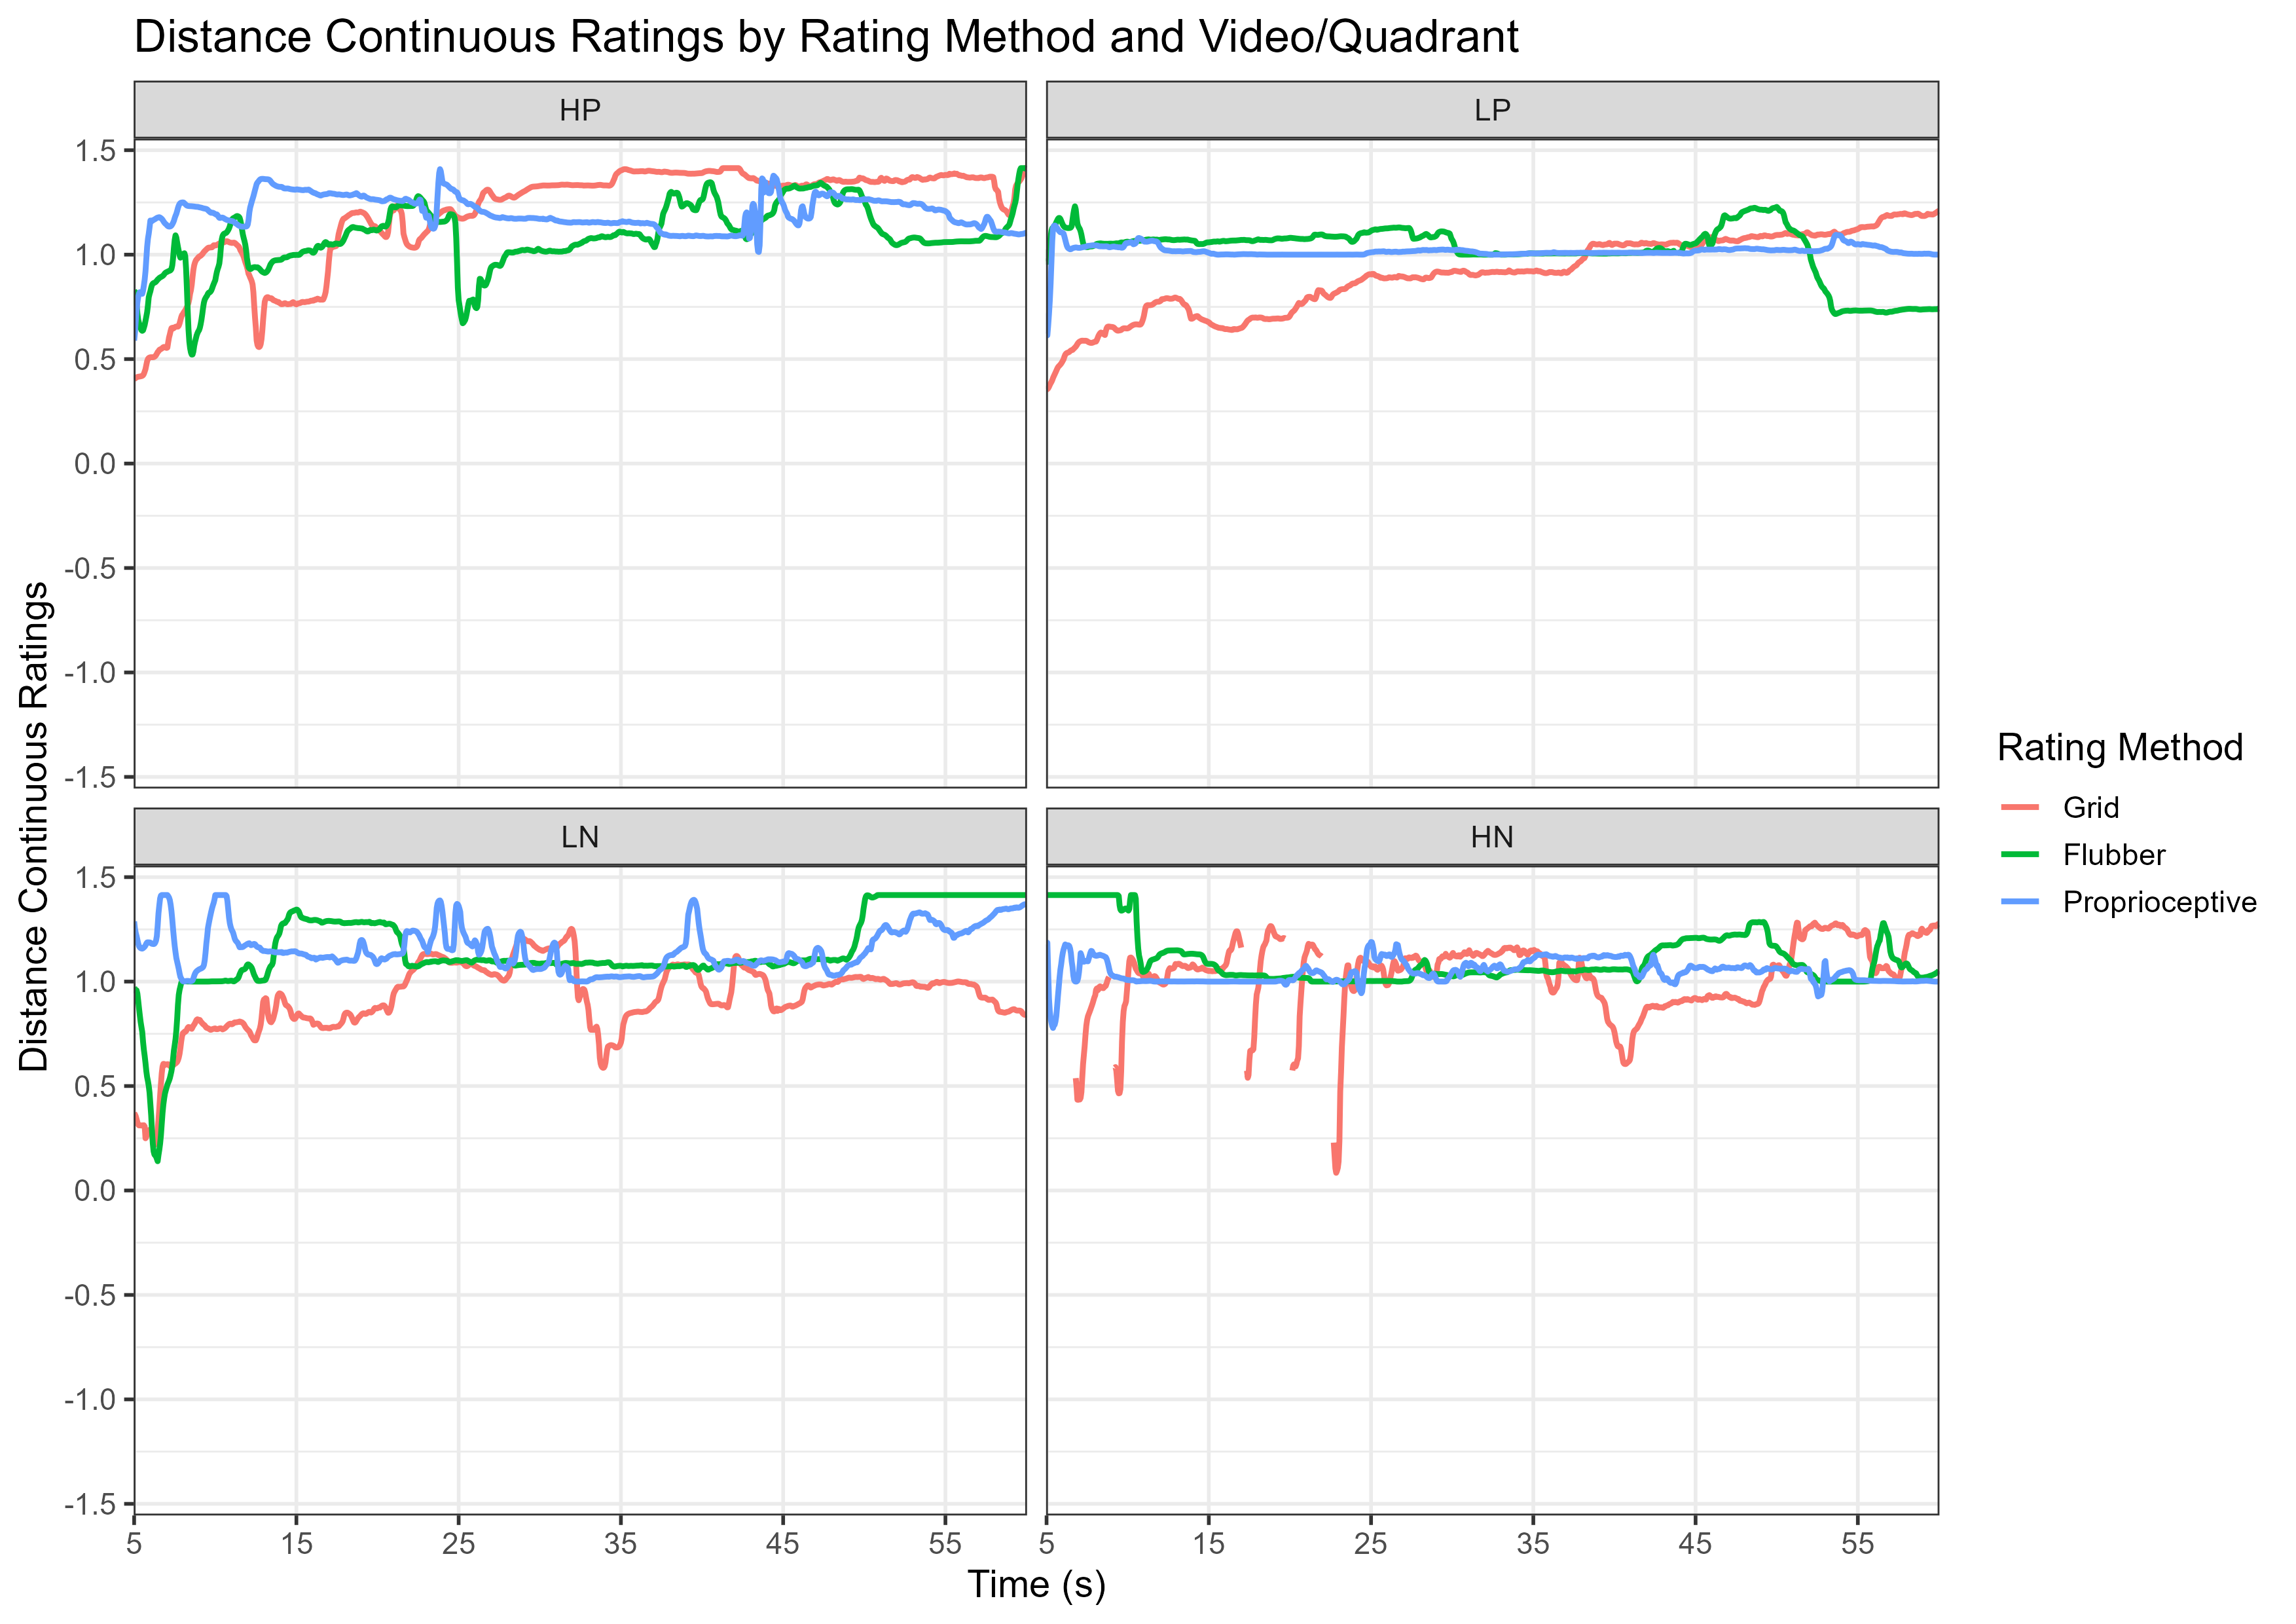 Distance Continuous Ratings by Rating Method and Video/Quadrant
HP
LP
1.5
1.0
0.5
0.0
-0.5
-1.0
-1.5
LN
HN
1.5
1.0
0.5
0.0
-0.5
-1.0
-1.5
5 15 25 35 45 55
5 15 25 35 45 55
Time (s)
Distance Continuous Ratings
Rating Method
Grid
Flubber
Proprioceptive